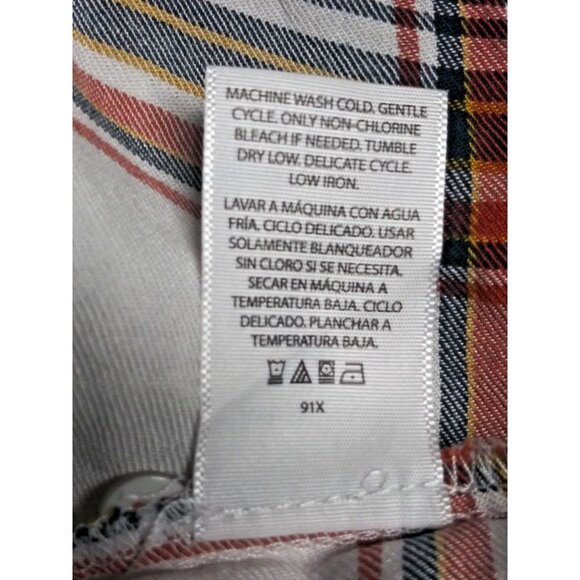 MACHINE WASH COLD. GENTLE
CYCLE. ONLY NON-CHLORINE
BLEACH IF NEEDED. TUMBLE
DRY LOW. DELICATE CYCLE.
LOW IRON.
LAVAR A MÁQUINA CON AGUA
FRÍA. CICLO DELICADO. USAR
SOLAMENTE BLANQUEADOR
SIN CLORO SI SE NECESITA.
SECAR EN MÁQUINA A
TEMPERATURA BAJA. CICLO
DELICADO. PLANCHAR A
TEMPERATURA BAJA.
91X